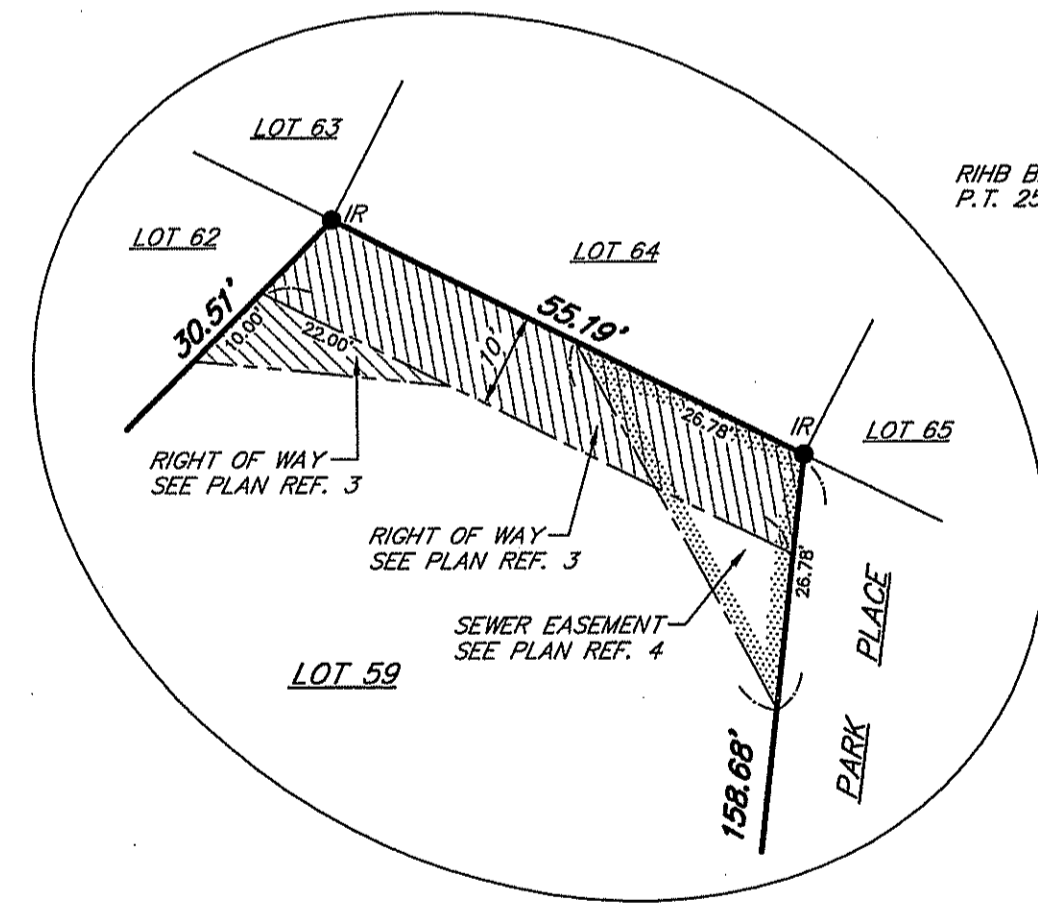 LOT 63
RIHB B
P.T. 25
IR
LOT 62
LOT 64
30.51'
55.19'
10.00'
22.00'
10'
26.78'
IR
LOT 65
RIGHT OF WAY
SEE PLAN REF. 3
RIGHT OF WAY
SEE PLAN REF. 3
26.78'
SEWER EASEMENT
SEE PLAN REF. 4
LOT 59
PARK PLACE
158.68'